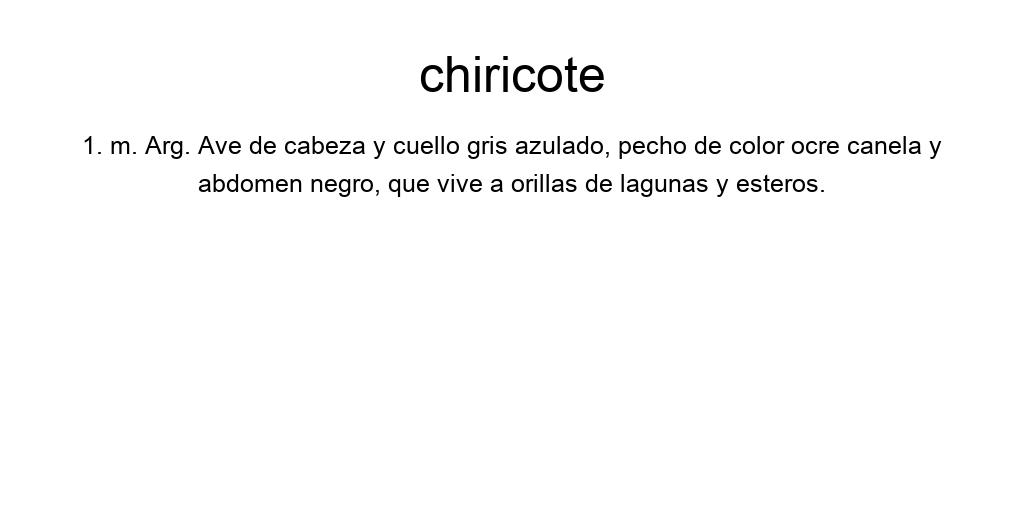 chiricote
1. m. Arg. Ave de cabeza y cuello gris azulado, pecho de color ocre canela y
abdomen negro, que vive a orillas de lagunas y esteros.